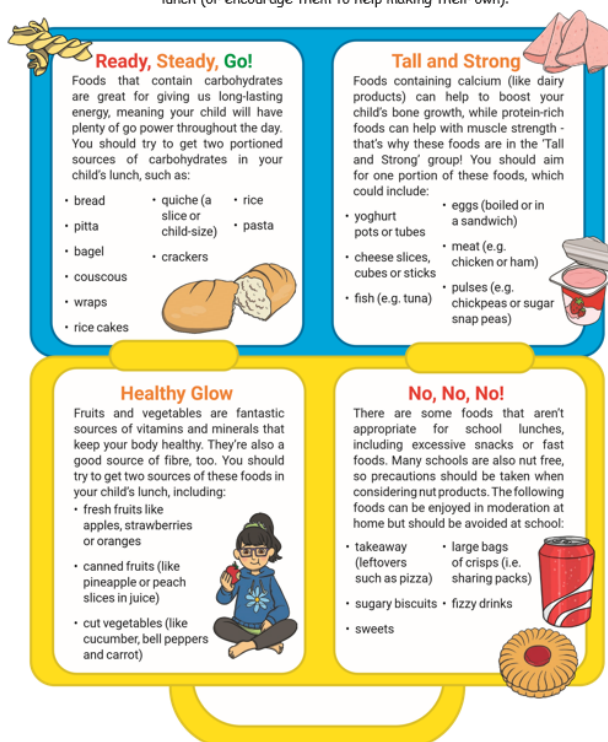 lunch (or encourage them to help making their own).
Ready, Steady, Go!
Foods that contain carbohydrates
are great for giving us long-lasting
energy, meaning your child will have
plenty of go power throughout the day.
You should try to get two portioned
sources of carbohydrates in your
child's lunch, such as:
• bread
• pitta
• bagel
• couscous
• wraps
• rice cakes
• quiche (a
slice or
child-size)
• crackers
• rice
• pasta
Tall and Strong
Foods containing calcium (like dairy
products) can help to boost your
child's bone growth, while protein-rich
foods can help with muscle strength -
that's why these foods are in the 'Tall
and Strong' group! You should aim
for one portion of these foods, which
could include:
• yoghurt
pots or tubes
• cheese slices,
cubes or sticks
• fish (e.g. tuna)
• eggs (boiled or in
a sandwich)
• meat (e.g.
chicken or ham)
• pulses (e.g.
chickpeas or sugar
snap peas)
Healthy Glow
Fruits and vegetables are fantastic
sources of vitamins and minerals that
keep your body healthy. They're also a
good source of fibre, too. You should
try to get two sources of these foods in
your child's lunch, including:
• fresh fruits like
apples, strawberries
or oranges
• canned fruits (like
pineapple or peach
slices in juice)
• cut vegetables (like
cucumber, bell peppers
and carrot)
No, No, No!
There are some foods that aren't
appropriate for school lunches,
including excessive snacks or fast
foods. Many schools are also nut free,
so precautions should be taken when
considering nut products. The following
foods can be enjoyed in moderation at
home but should be avoided at school:
• takeaway
(leftovers
such as pizza)
• sugary biscuits
• sweets
• large bags
of crisps (i.e.
sharing packs)
• fizzy drinks